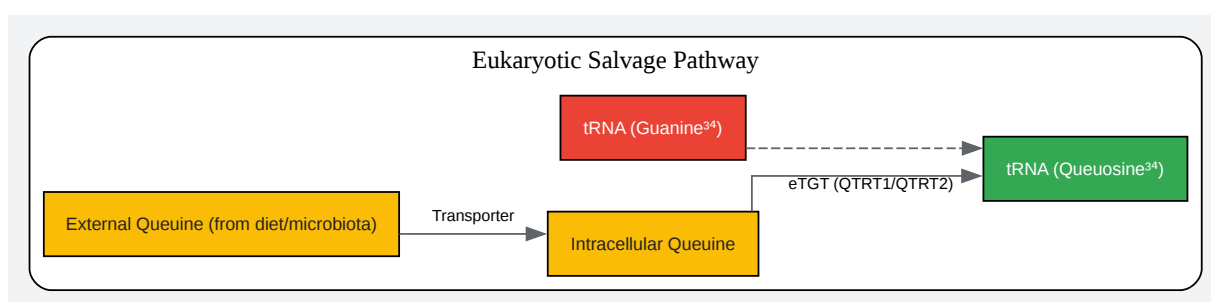 Eukaryotic Salvage Pathway
tRNA (Guanine³⁴)
tRNA (Queuosine³⁴)
eTGT (QTRT1/QTRT2)
External Queuine (from diet/microbiota)
Transporter
Intracellular Queuine